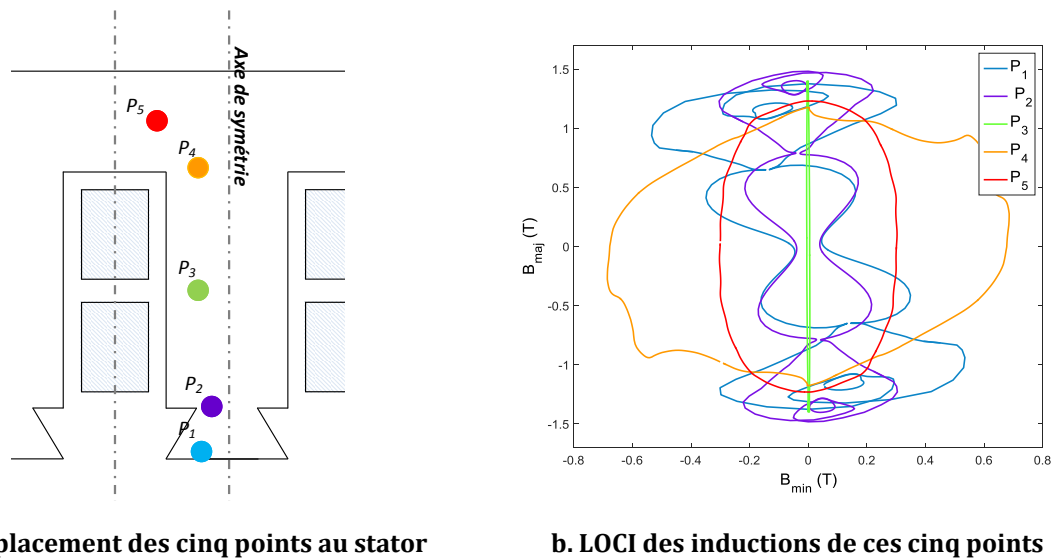 Axe de symétrie
P5
P4
P3
P2
P1
1.5
1
0.5
0
-0.5
-1
-1.5
-0.8
-0.6
-0.4
-0.2
0
0.2
0.4
0.6
0.8
Bmaj (T)
Bmin (T)
P1
P2
P3
P4
P5
placement des cinq points au stator
b. LOCI des inductions de ces cinq points